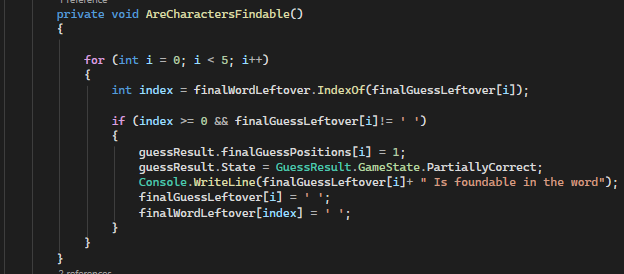 1 reference
private void AreCharactersFindable()
{
for (int i = 0; i < 5; i++)
{
int index = finalWordLeftover.IndexOf(finalGuessLeftover[i]);
if (index >= 0 && finalGuessLeftover[i]!= ' ')
{
guessResult.finalGuessPositions[i] = 1;
guessResult.State = GuessResult.GameState.PartiallyCorrect;
Console.WriteLine(finalGuessLeftover[i]+ " Is foundable in the word");
finalGuessLeftover[i] = ' ';
finalWordLeftover[index] = ' ';
}
}
}
2 references